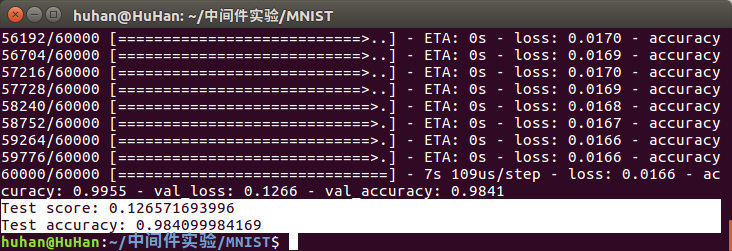 huhan@HuHan: ~/中间件实验/MNIST
56192/60000 [============================>..] - ETA: 0s - loss: 0.0170 - accuracy
56704/60000 [============================>..] - ETA: 0s - loss: 0.0169 - accuracy
57216/60000 [============================>..] - ETA: 0s - loss: 0.0170 - accuracy
57728/60000 [============================>..] - ETA: 0s - loss: 0.0169 - accuracy
58240/60000 [=============================>.] - ETA: 0s - loss: 0.0168 - accuracy
58752/60000 [=============================>.] - ETA: 0s - loss: 0.0167 - accuracy
59264/60000 [=============================>.] - ETA: 0s - loss: 0.0166 - accuracy
59776/60000 [=============================>.] - ETA: 0s - loss: 0.0166 - accuracy
60000/60000 [==============================] - 7s 109us/step - loss: 0.0166 - ac
curacy: 0.9955 - val_loss: 0.1266 - val_accuracy: 0.9841
Test score: 0.126571693996
Test accuracy: 0.984099984169
huhan@HuHan:~/中间件实验/MNIST$